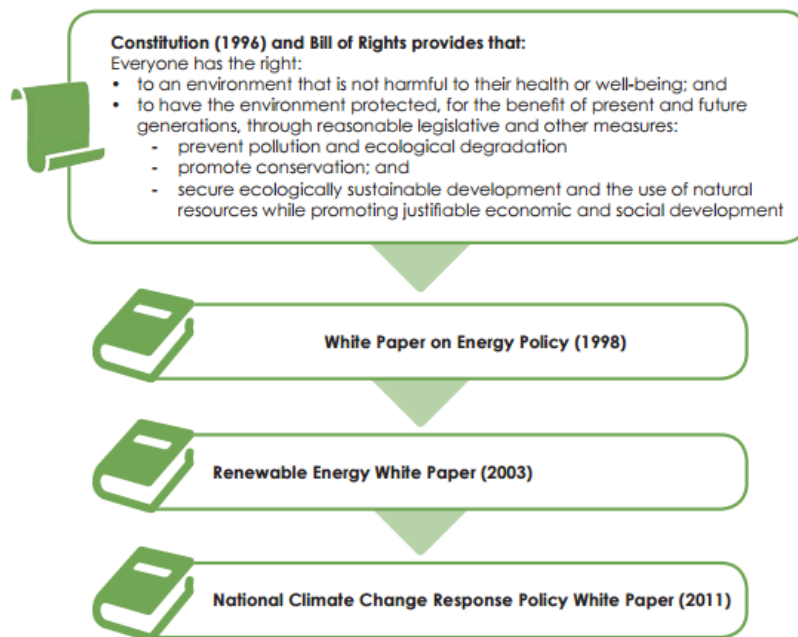 Constitution (1996) and Bill of Rights provides that:
Everyone has the right:
• to an environment that is not harmful to their health or well-being; and
• to have the environment protected, for the benefit of present and future
generations, through reasonable legislative and other measures:
- prevent pollution and ecological degradation
- promote conservation; and
- secure ecologically sustainable development and the use of natural
resources while promoting justifiable economic and social development
White Paper on Energy Policy (1998)
Renewable Energy White Paper (2003)
National Climate Change Response Policy White Paper (2011)